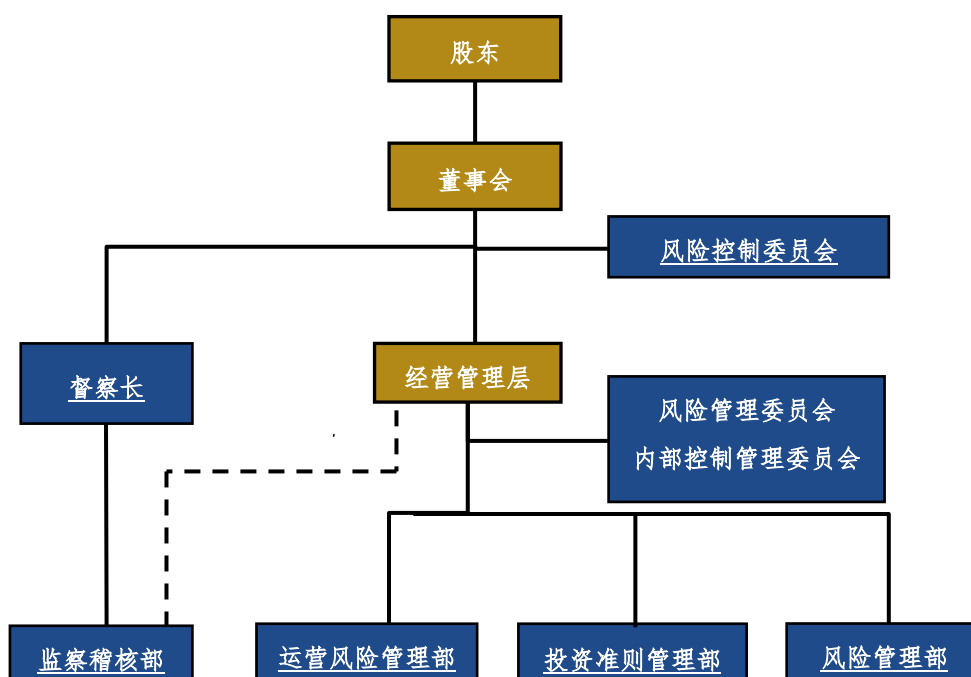 股东
董事会
风险控制委员会
督察长
经营管理层
风险管理委员会
内部控制管理委员会
监察稽核部
运营风险管理部
投资准则管理部
风险管理部